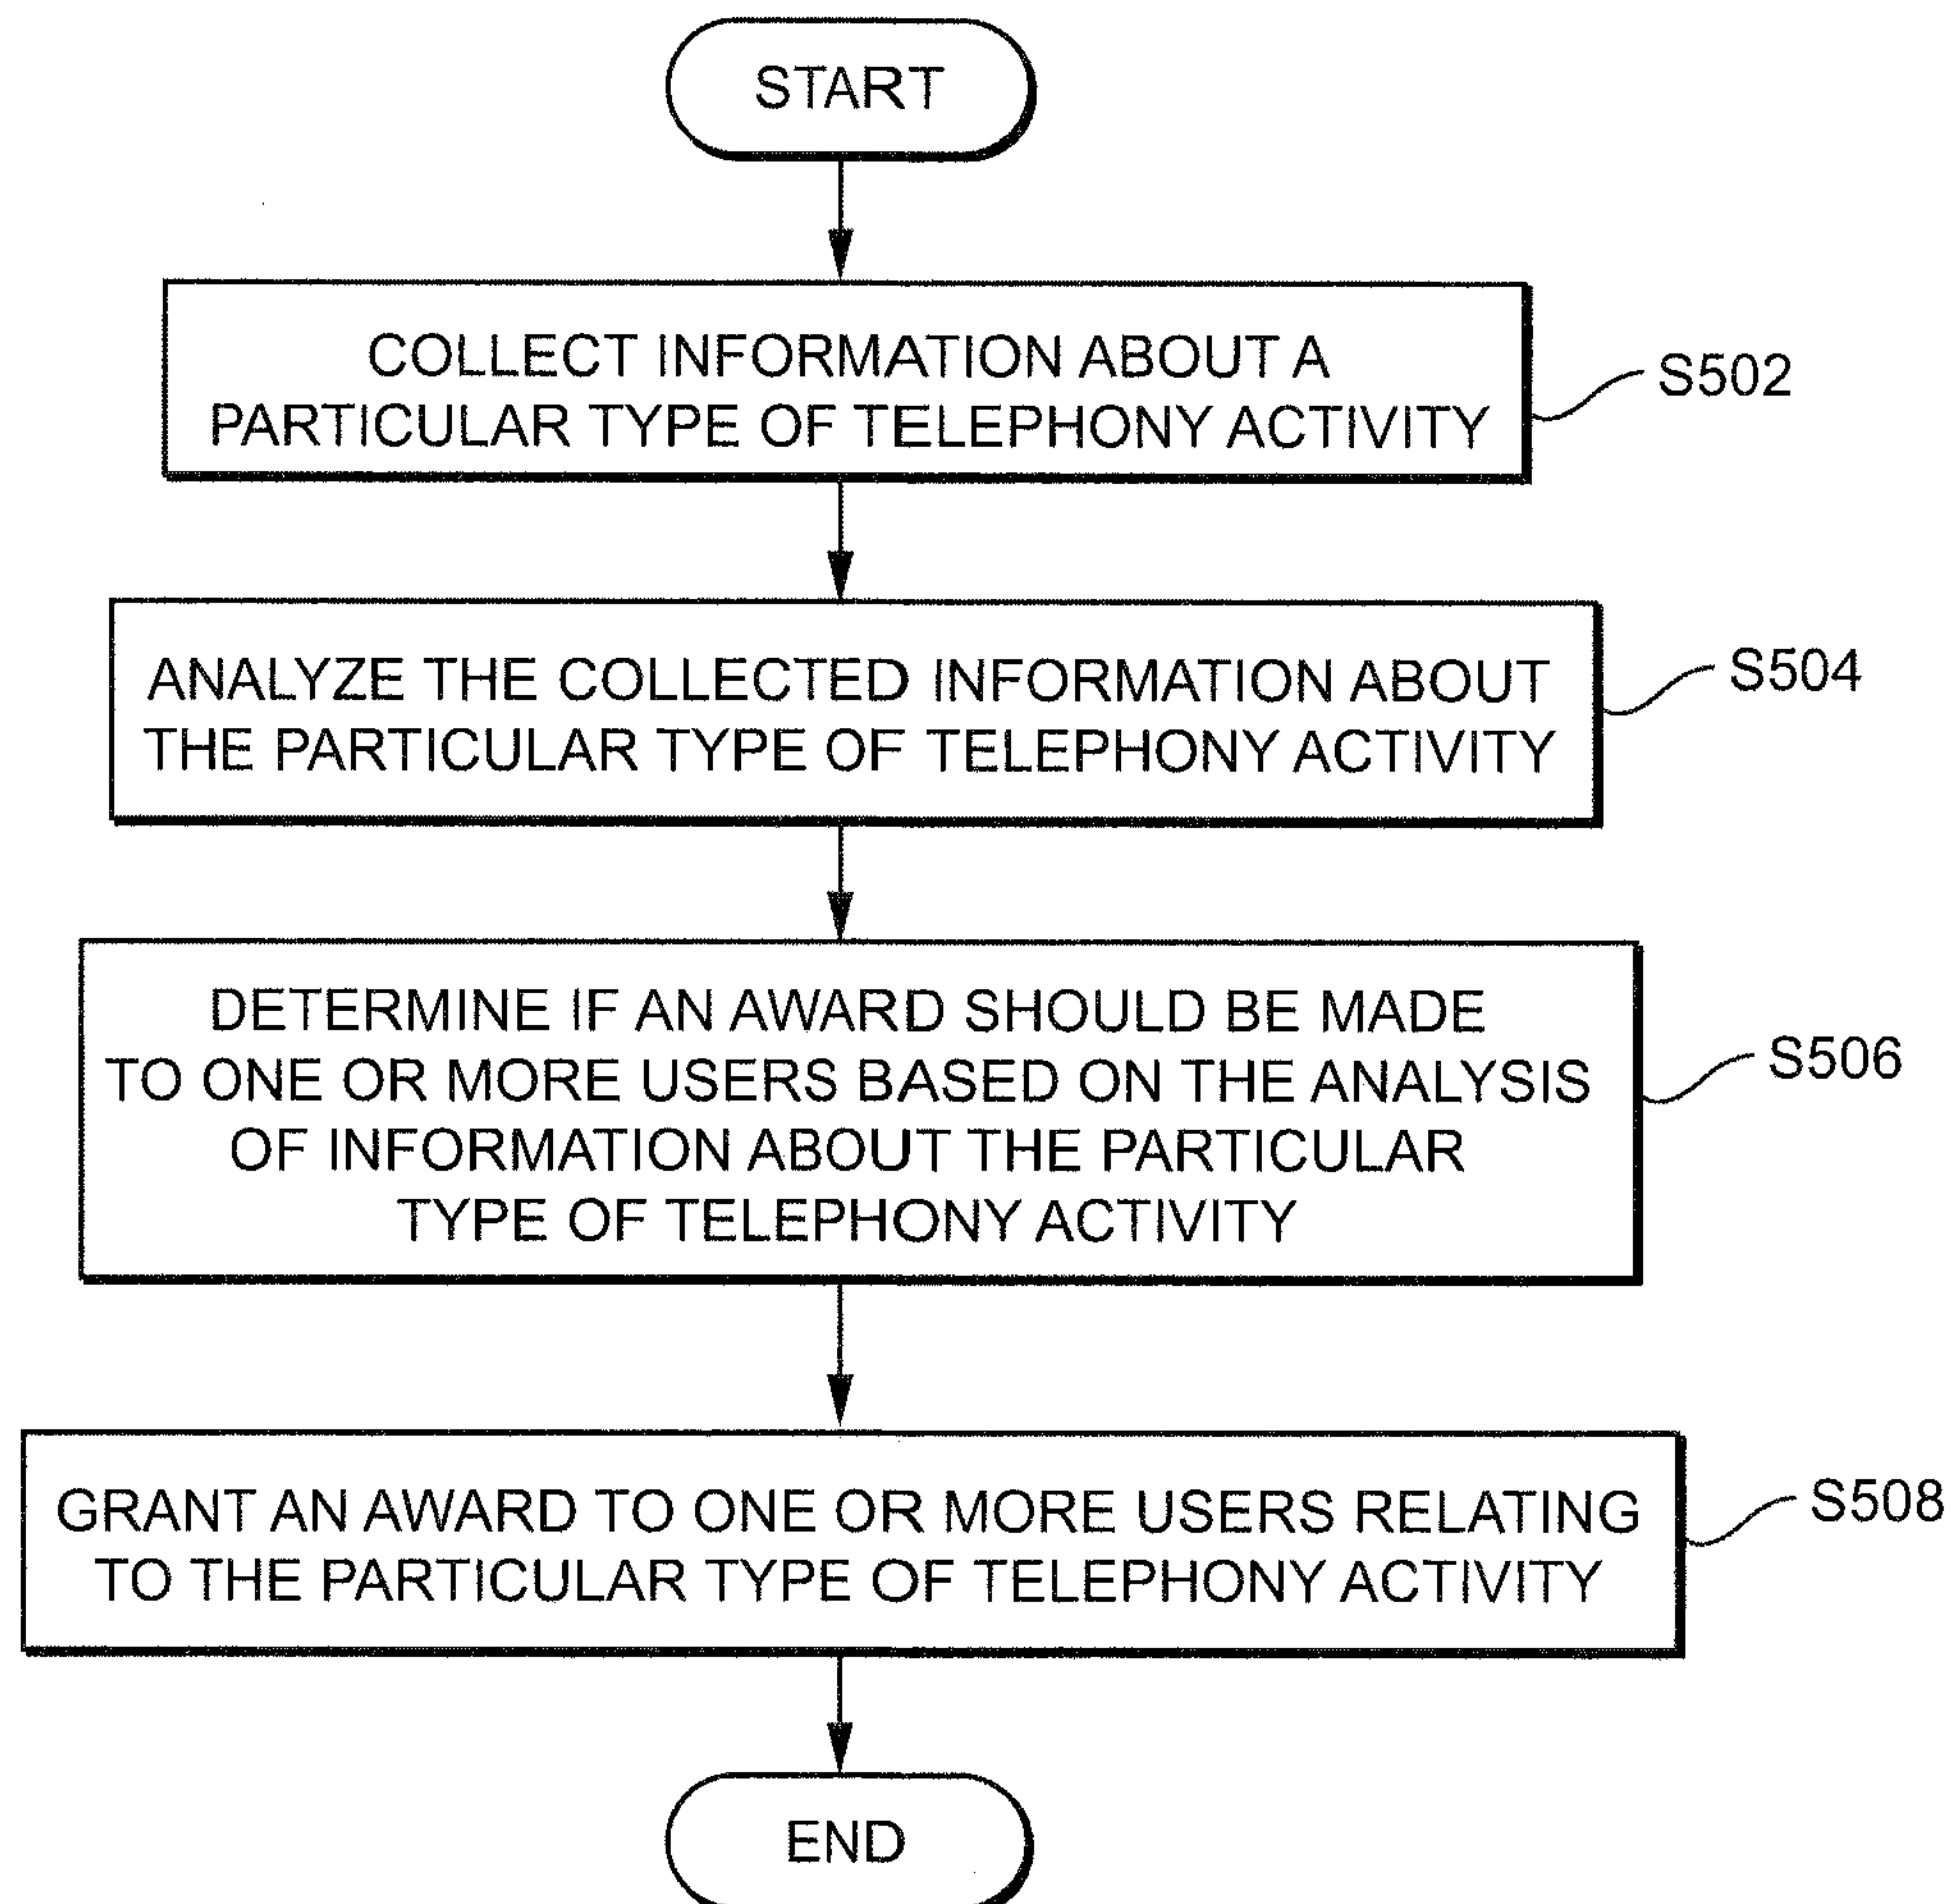 START
COLLECT INFORMATION ABOUT A
PARTICULAR TYPE OF TELEPHONY ACTIVITY
S502
ANALYZE THE COLLECTED INFORMATION ABOUT
THE PARTICULAR TYPE OF TELEPHONY ACTIVITY
S504
DETERMINE IF AN AWARD SHOULD BE MADE
TO ONE OR MORE USERS BASED ON THE ANALYSIS
OF INFORMATION ABOUT THE PARTICULAR
TYPE OF TELEPHONY ACTIVITY
S506
GRANT AN AWARD TO ONE OR MORE USERS RELATING
TO THE PARTICULAR TYPE OF TELEPHONY ACTIVITY
S508
END